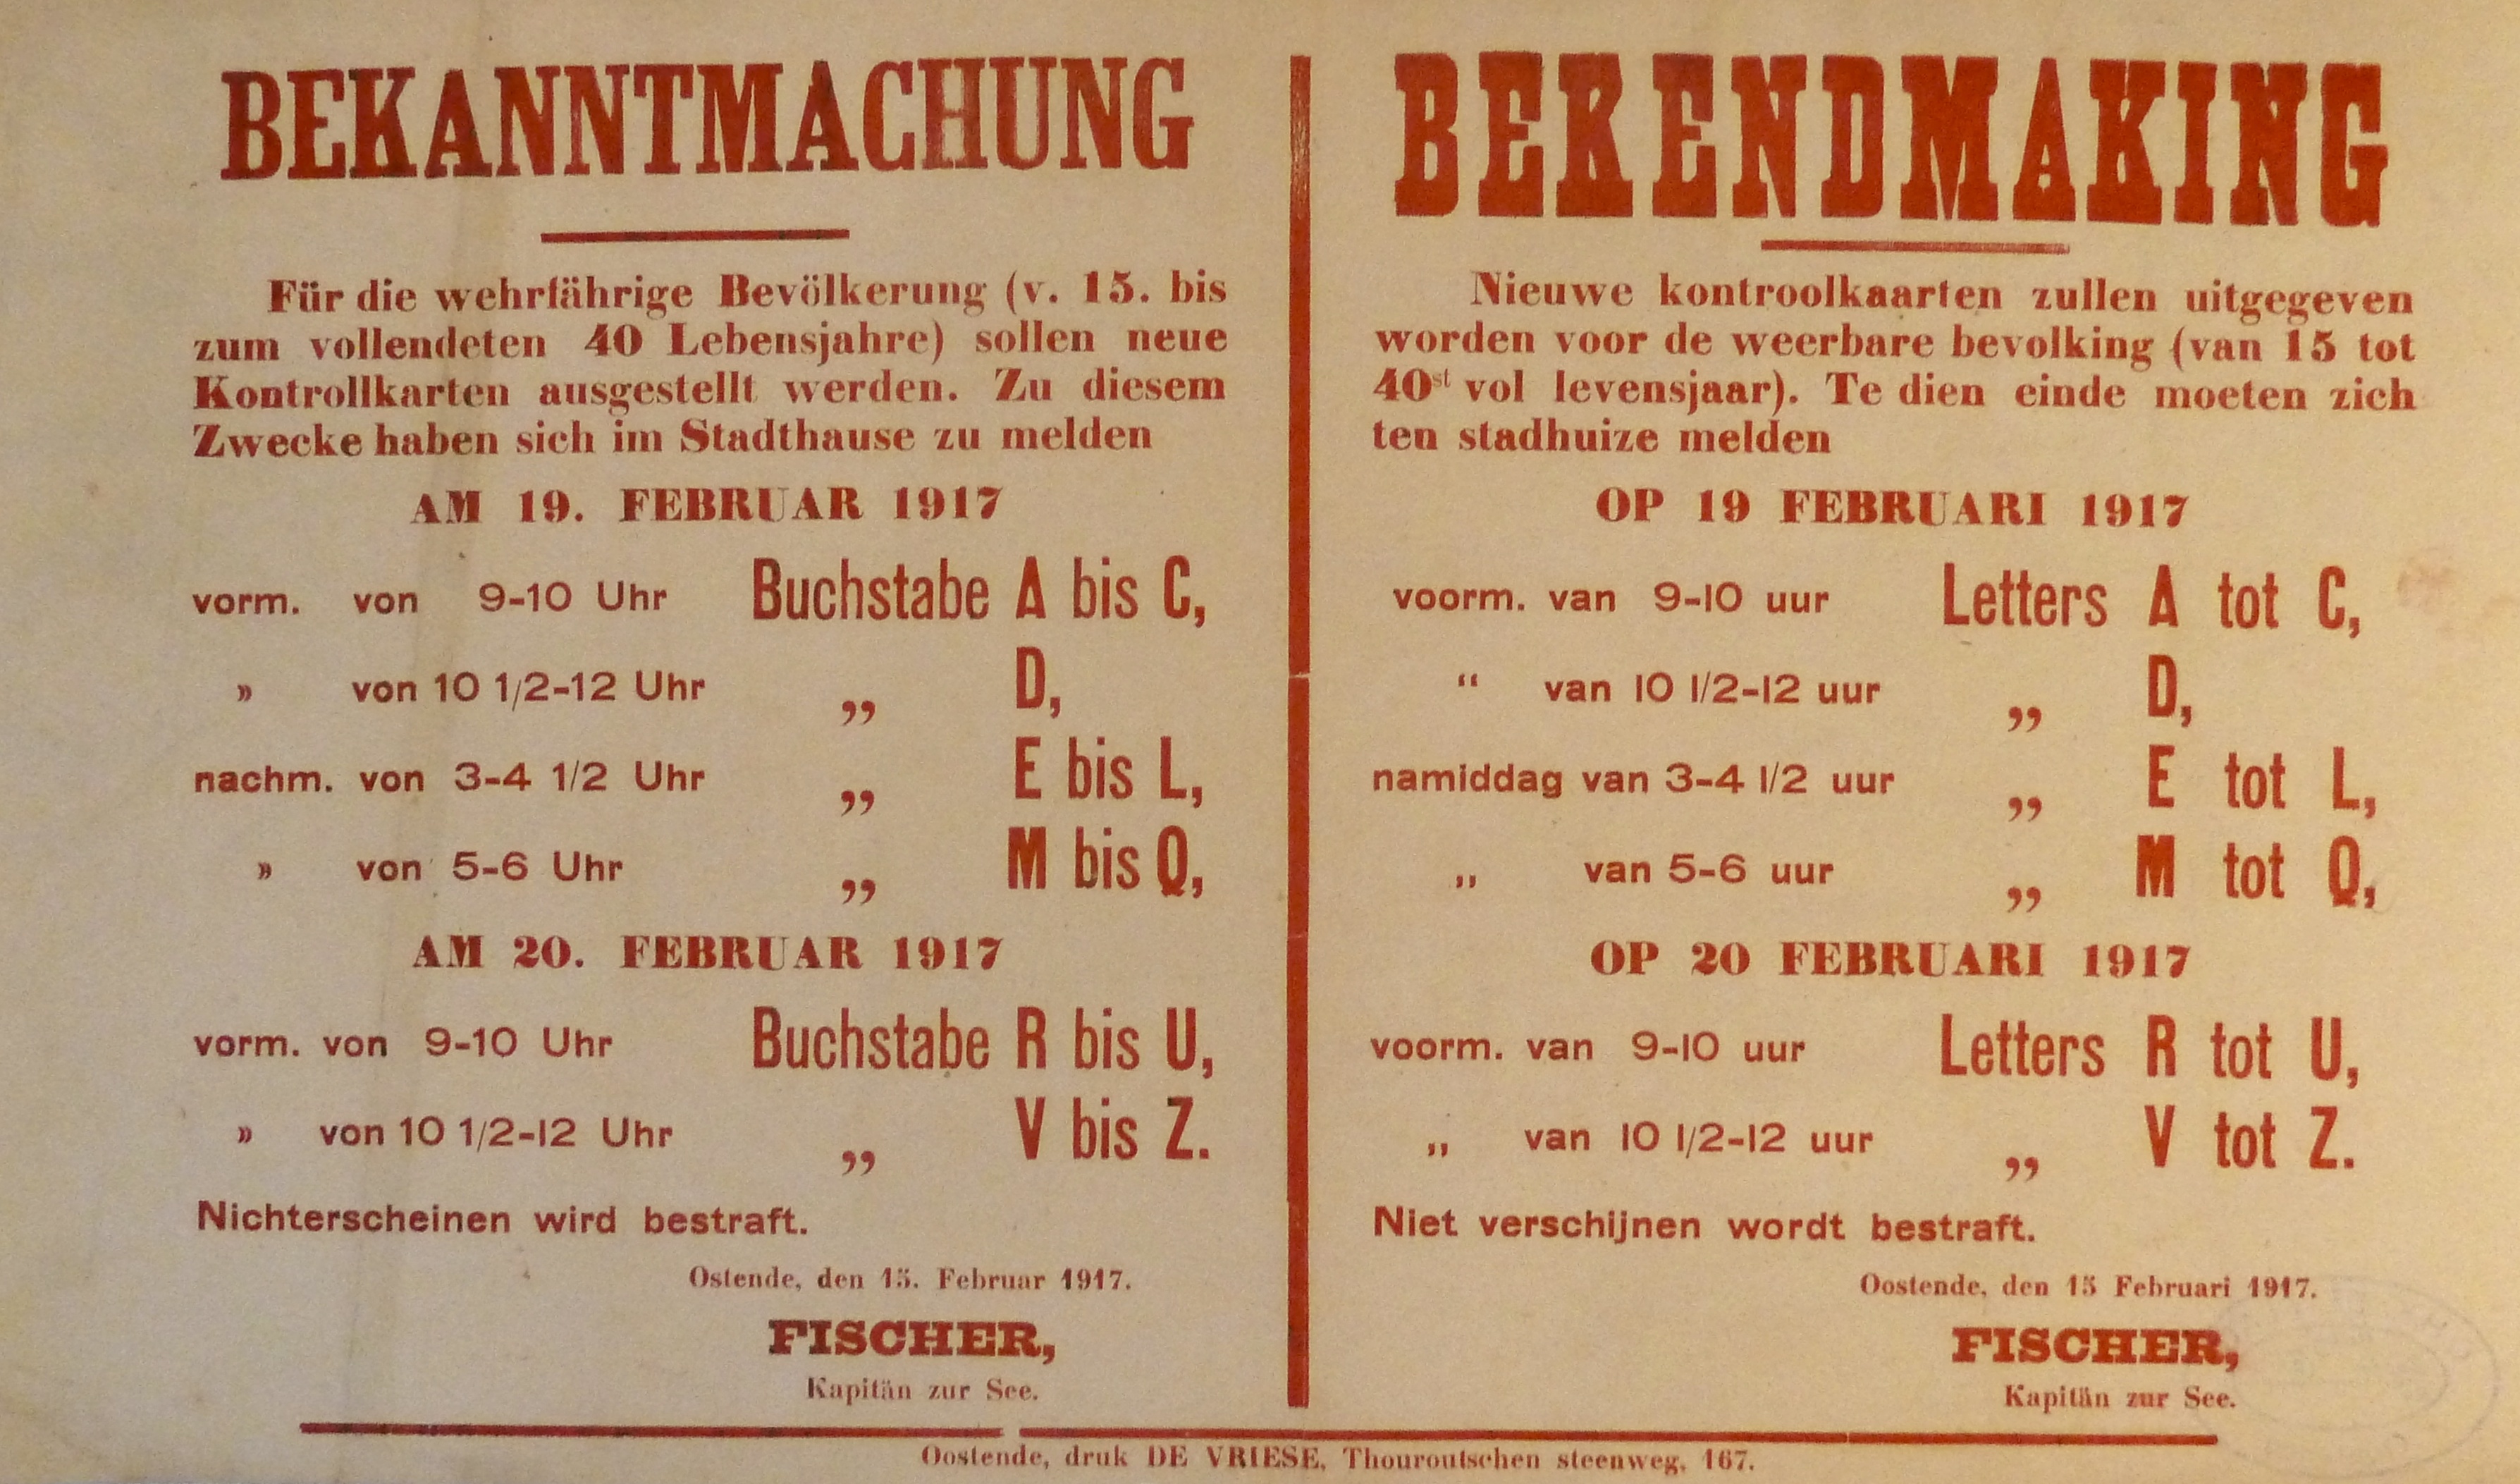 BEKANNTMACHUNG
Für die wehrfährige Bevölkerung (v. 15. bis
zum vollendeten 40 Lebensjahre) sollen neue
Kontrollkarten ausgestellt werden. Zu diesem
Zwecke haben sich im Stadthause zu melden
AM 19. FEBRUAR 1917
vorm. von 9-10 Uhr Buchstabe A bis C,
» von 10 1/2-12 Uhr „ D,
nachm. von 3-4 1/2 Uhr „ E bis L,
» von 5-6 Uhr „ M bis Q,
AM 20. FEBRUAR 1917
vorm. von 9-10 Uhr Buchstabe R bis U,
» von 10 1/2-12 Uhr „ V bis Z.
Nichterscheinen wird bestraft.
Ostende, den 15. Februar 1917.
FISCHER,
Kapitän zur See.
BEKENDMAKING
Nieuwe kontroolkaarten zullen uitgegeven
worden voor de weerbare bevolking (van 15 tot
40st vol levensjaar). Te dien einde moeten zich
ten stadhuize melden
OP 19 FEBRUARI 1917
voorm. van 9-10 uur Letters A tot C,
“ van 10 1/2-12 uur „ D,
namiddag van 3-4 1/2 uur „ E tot L,
„ van 5-6 uur „ M tot Q,
OP 20 FEBRUARI 1917
voorm. van 9-10 uur Letters R tot U,
„ van 10 1/2-12 uur „ V tot Z.
Niet verschijnen wordt bestraft.
Oostende, den 15 Februari 1917.
FISCHER,
Kapitän zur See.
Oostende, druk DE VRIESE, Thouroutschen steenweg, 167.